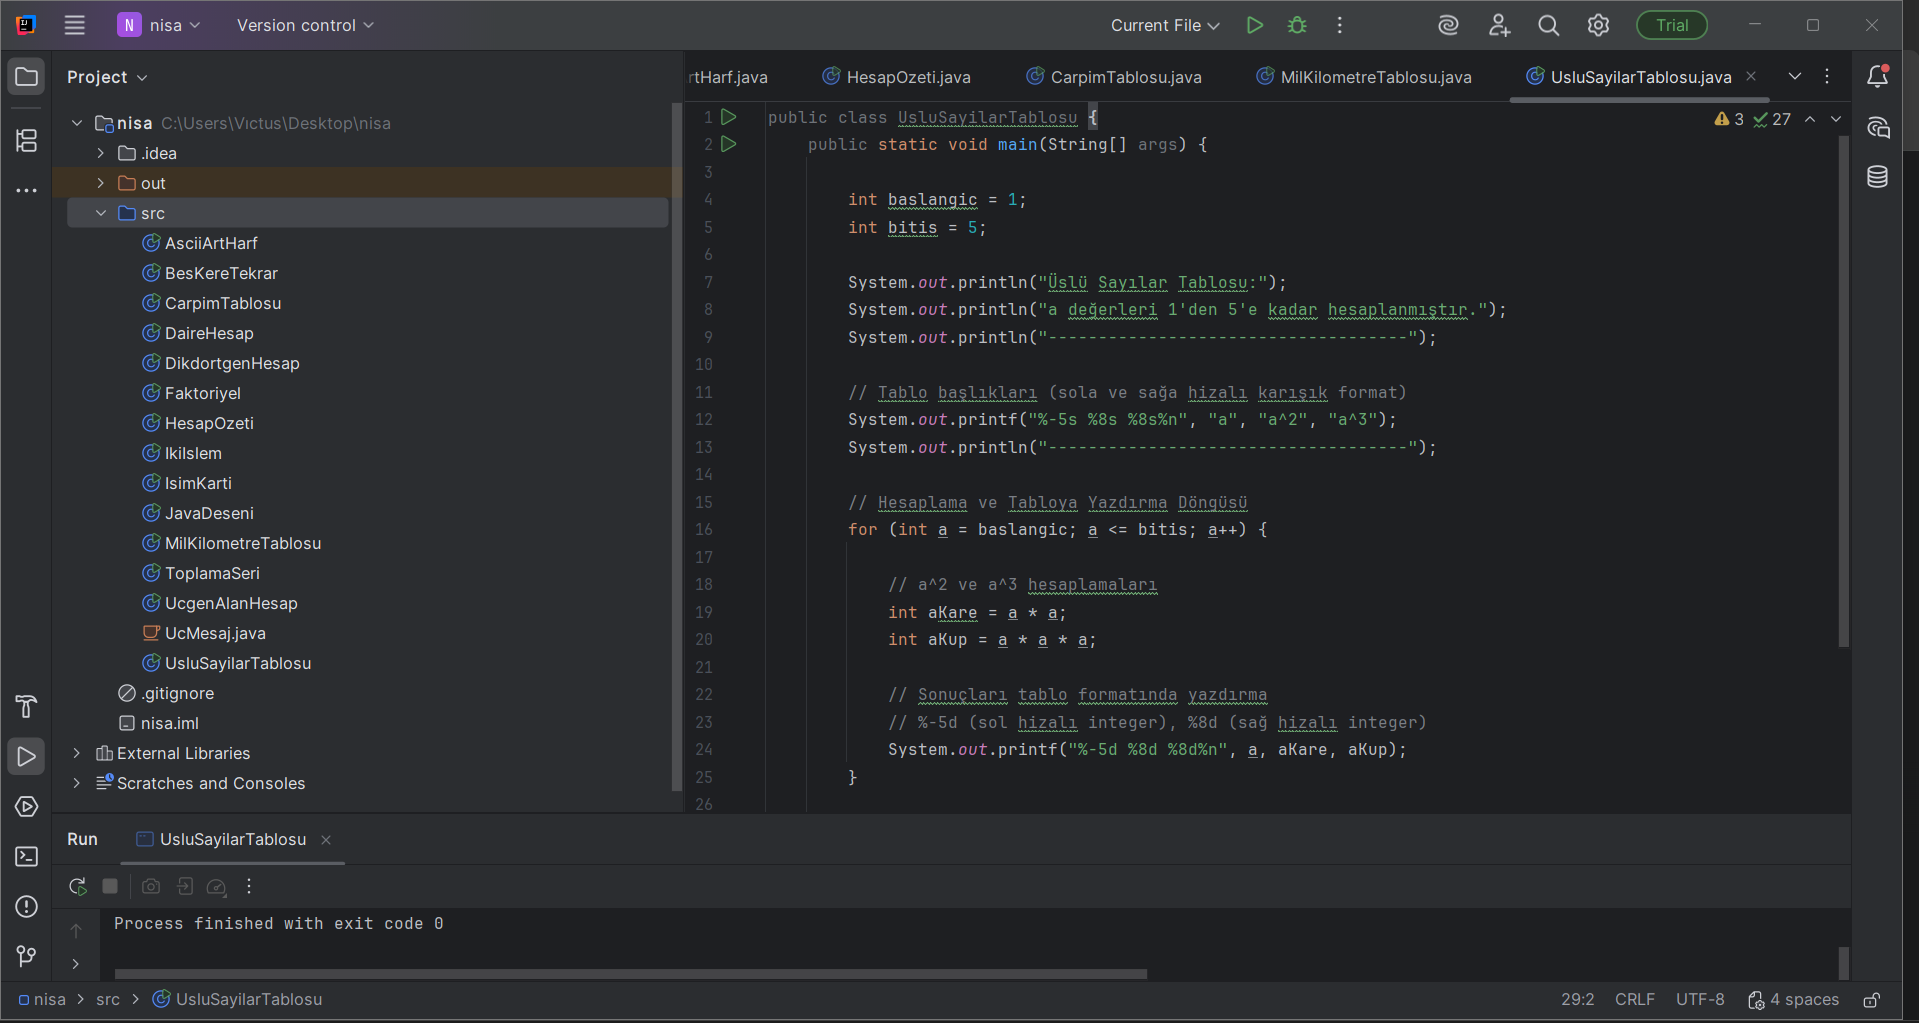 N nisa Version control Current File Trial
Project
nisa C:\Users\Victus\Desktop\nisa
.idea
out
src
AsciiArtHarf
BesKereTekrar
CarpimTablosu
DaireHesap
DikdortgenHesap
Faktoriyel
HesapOzeti
IkiIslem
IsimKarti
JavaDeseni
MilKilometreTablosu
ToplamaSeri
UcgenAlanHesap
UcMesaj.java
UsluSayilarTablosu
.gitignore
nisa.iml
External Libraries
Scratches and Consoles
rtHarf.java HesapOzeti.java CarpimTablosu.java MilKilometreTablosu.java UsluSayilarTablosu.java
3 27
1 public class UsluSayilarTablosu {
2 public static void main(String[] args) {
3
4 int baslangic = 1;
5 int bitis = 5;
6
7 System.out.println("Üslü Sayılar Tablosu:");
8 System.out.println("a değerleri 1'den 5'e kadar hesaplanmıştır.");
9 System.out.println("------------------------------------");
10
11 // Tablo başlıkları (sola ve sağa hizalı karışık format)
12 System.out.printf("%-5s %8s %8s%n", "a", "a^2", "a^3");
13 System.out.println("------------------------------------");
14
15 // Hesaplama ve Tabloya Yazdırma Döngüsü
16 for (int a = baslangic; a <= bitis; a++) {
17
18 // a^2 ve a^3 hesaplamaları
19 int aKare = a * a;
20 int aKup = a * a * a;
21
22 // Sonuçları tablo formatında yazdırma
23 // %-5d (sol hizalı integer), %8d (sağ hizalı integer)
24 System.out.printf("%-5d %8d %8d%n", a, aKare, aKup);
25 }
26
Run UsluSayilarTablosu
Process finished with exit code 0
nisa > src > UsluSayilarTablosu 29:2 CRLF UTF-8 4 spaces